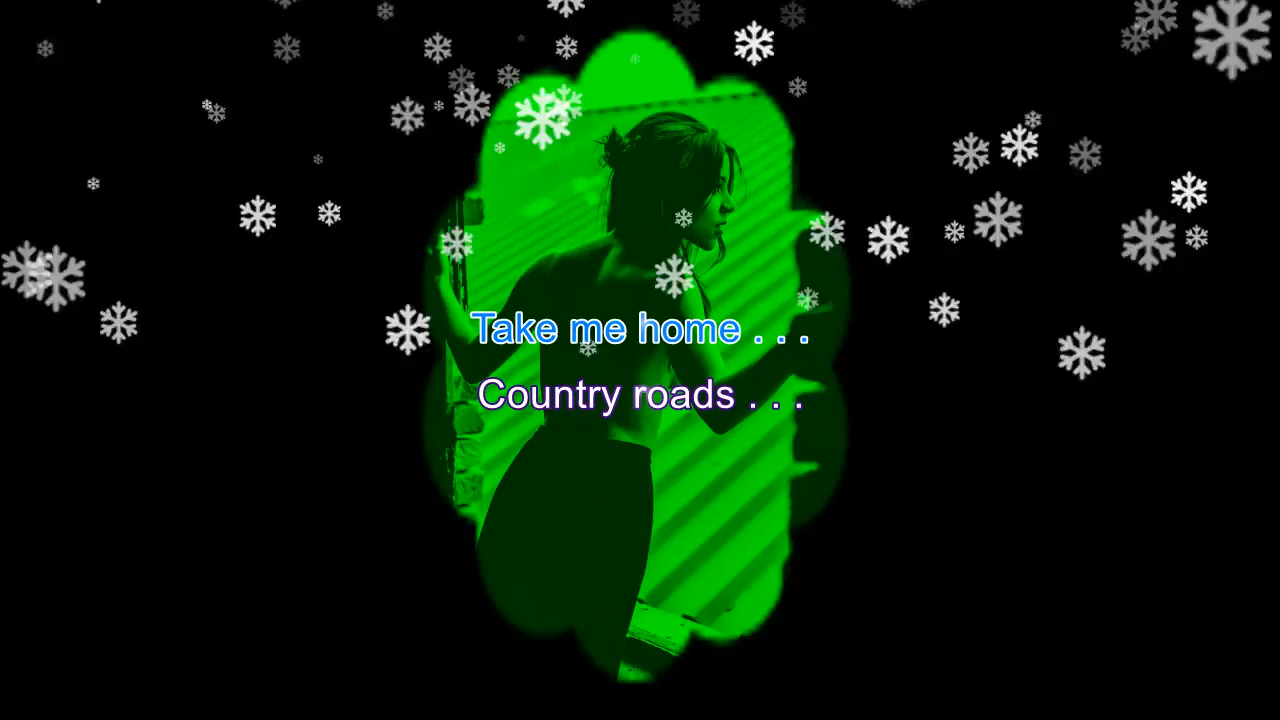 Take me home . . .
Country roads . . .